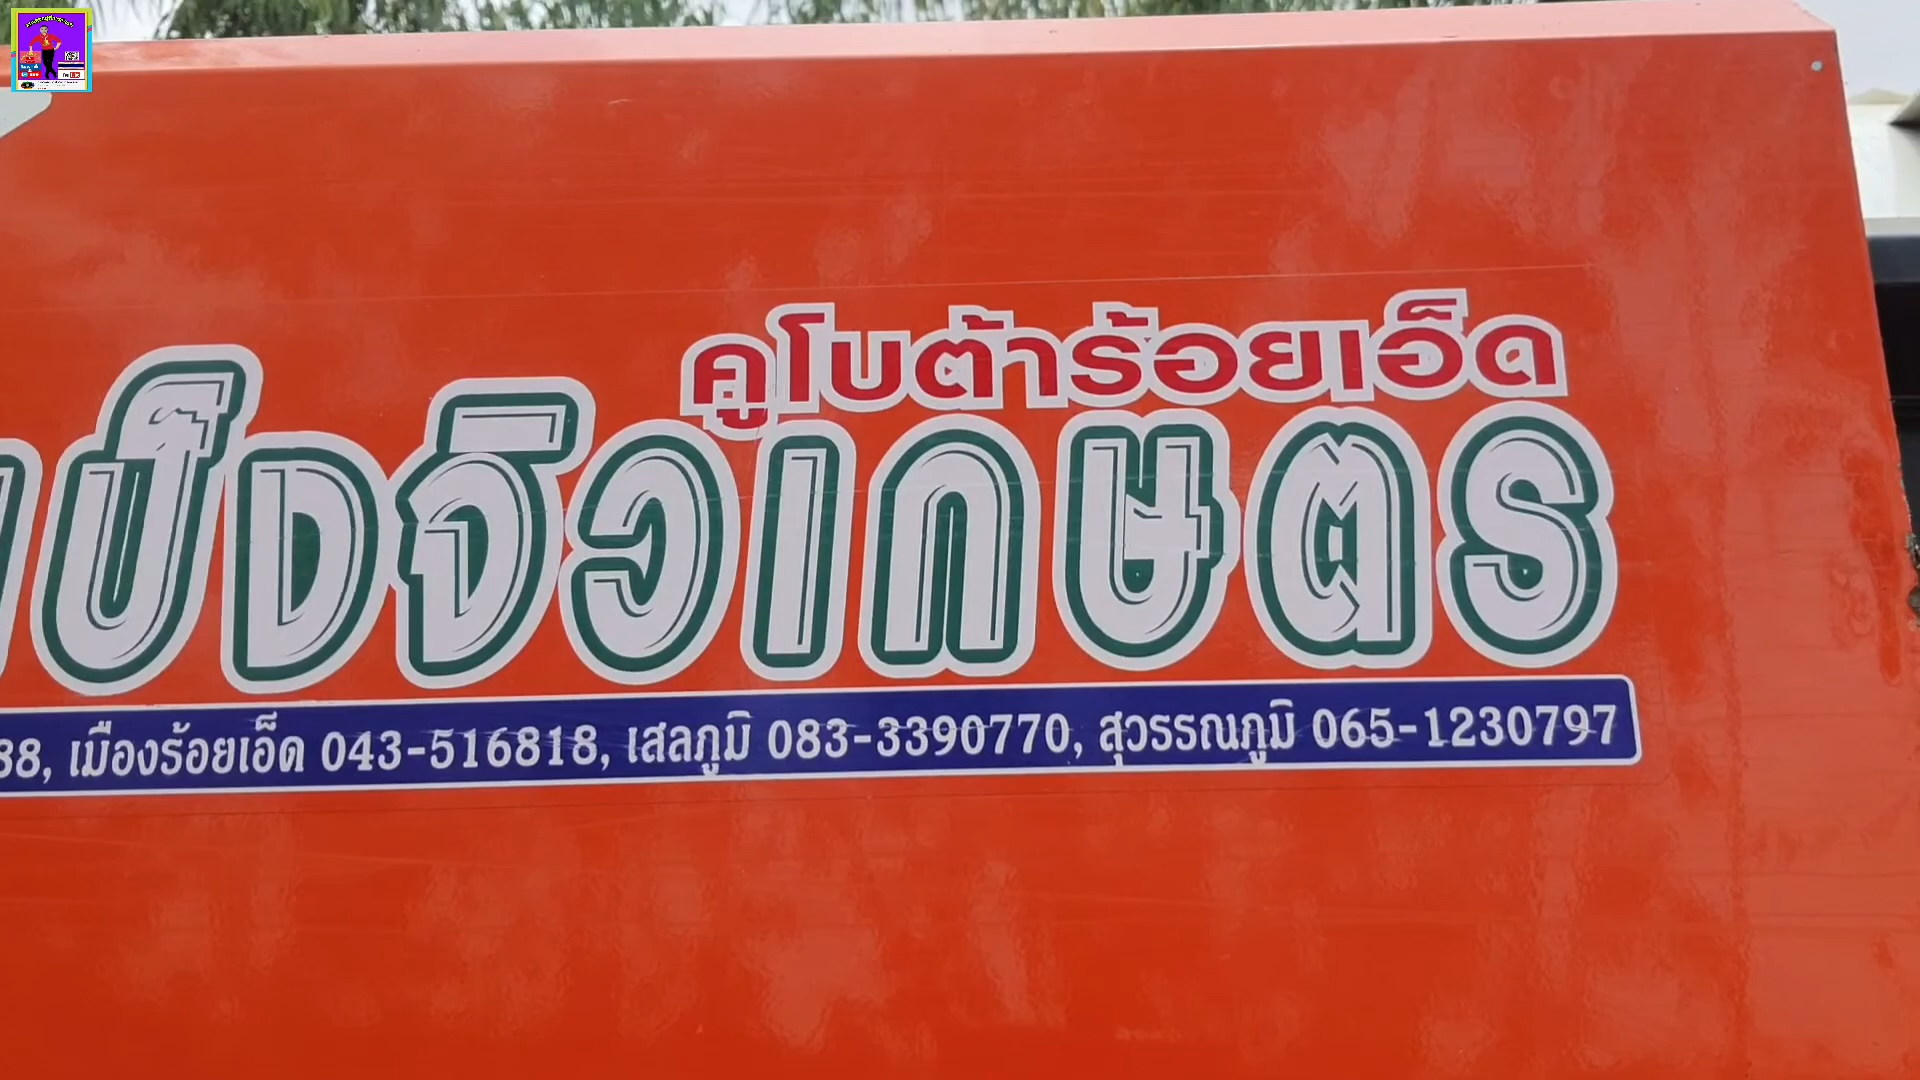 คูโบต้าร้อยเอ็ด
ป็งจิวเกษตร
88, เมืองร้อยเอ็ด 043-516818, เสลภูมิ 083-3390770, สุวรรณภูมิ 065-1230797